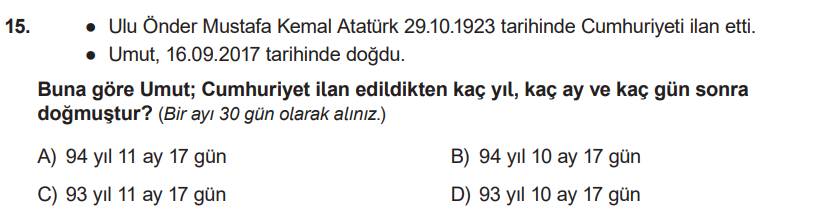 15. • Ulu Önder Mustafa Kemal Atatürk 29.10.1923 tarihinde Cumhuriyeti ilan etti.
• Umut, 16.09.2017 tarihinde doğdu.
Buna göre Umut; Cumhuriyet ilan edildikten kaç yıl, kaç ay ve kaç gün sonra
doğmuştur? (Bir ayı 30 gün olarak alınız.)
A) 94 yıl 11 ay 17 gün B) 94 yıl 10 ay 17 gün
C) 93 yıl 11 ay 17 gün D) 93 yıl 10 ay 17 gün